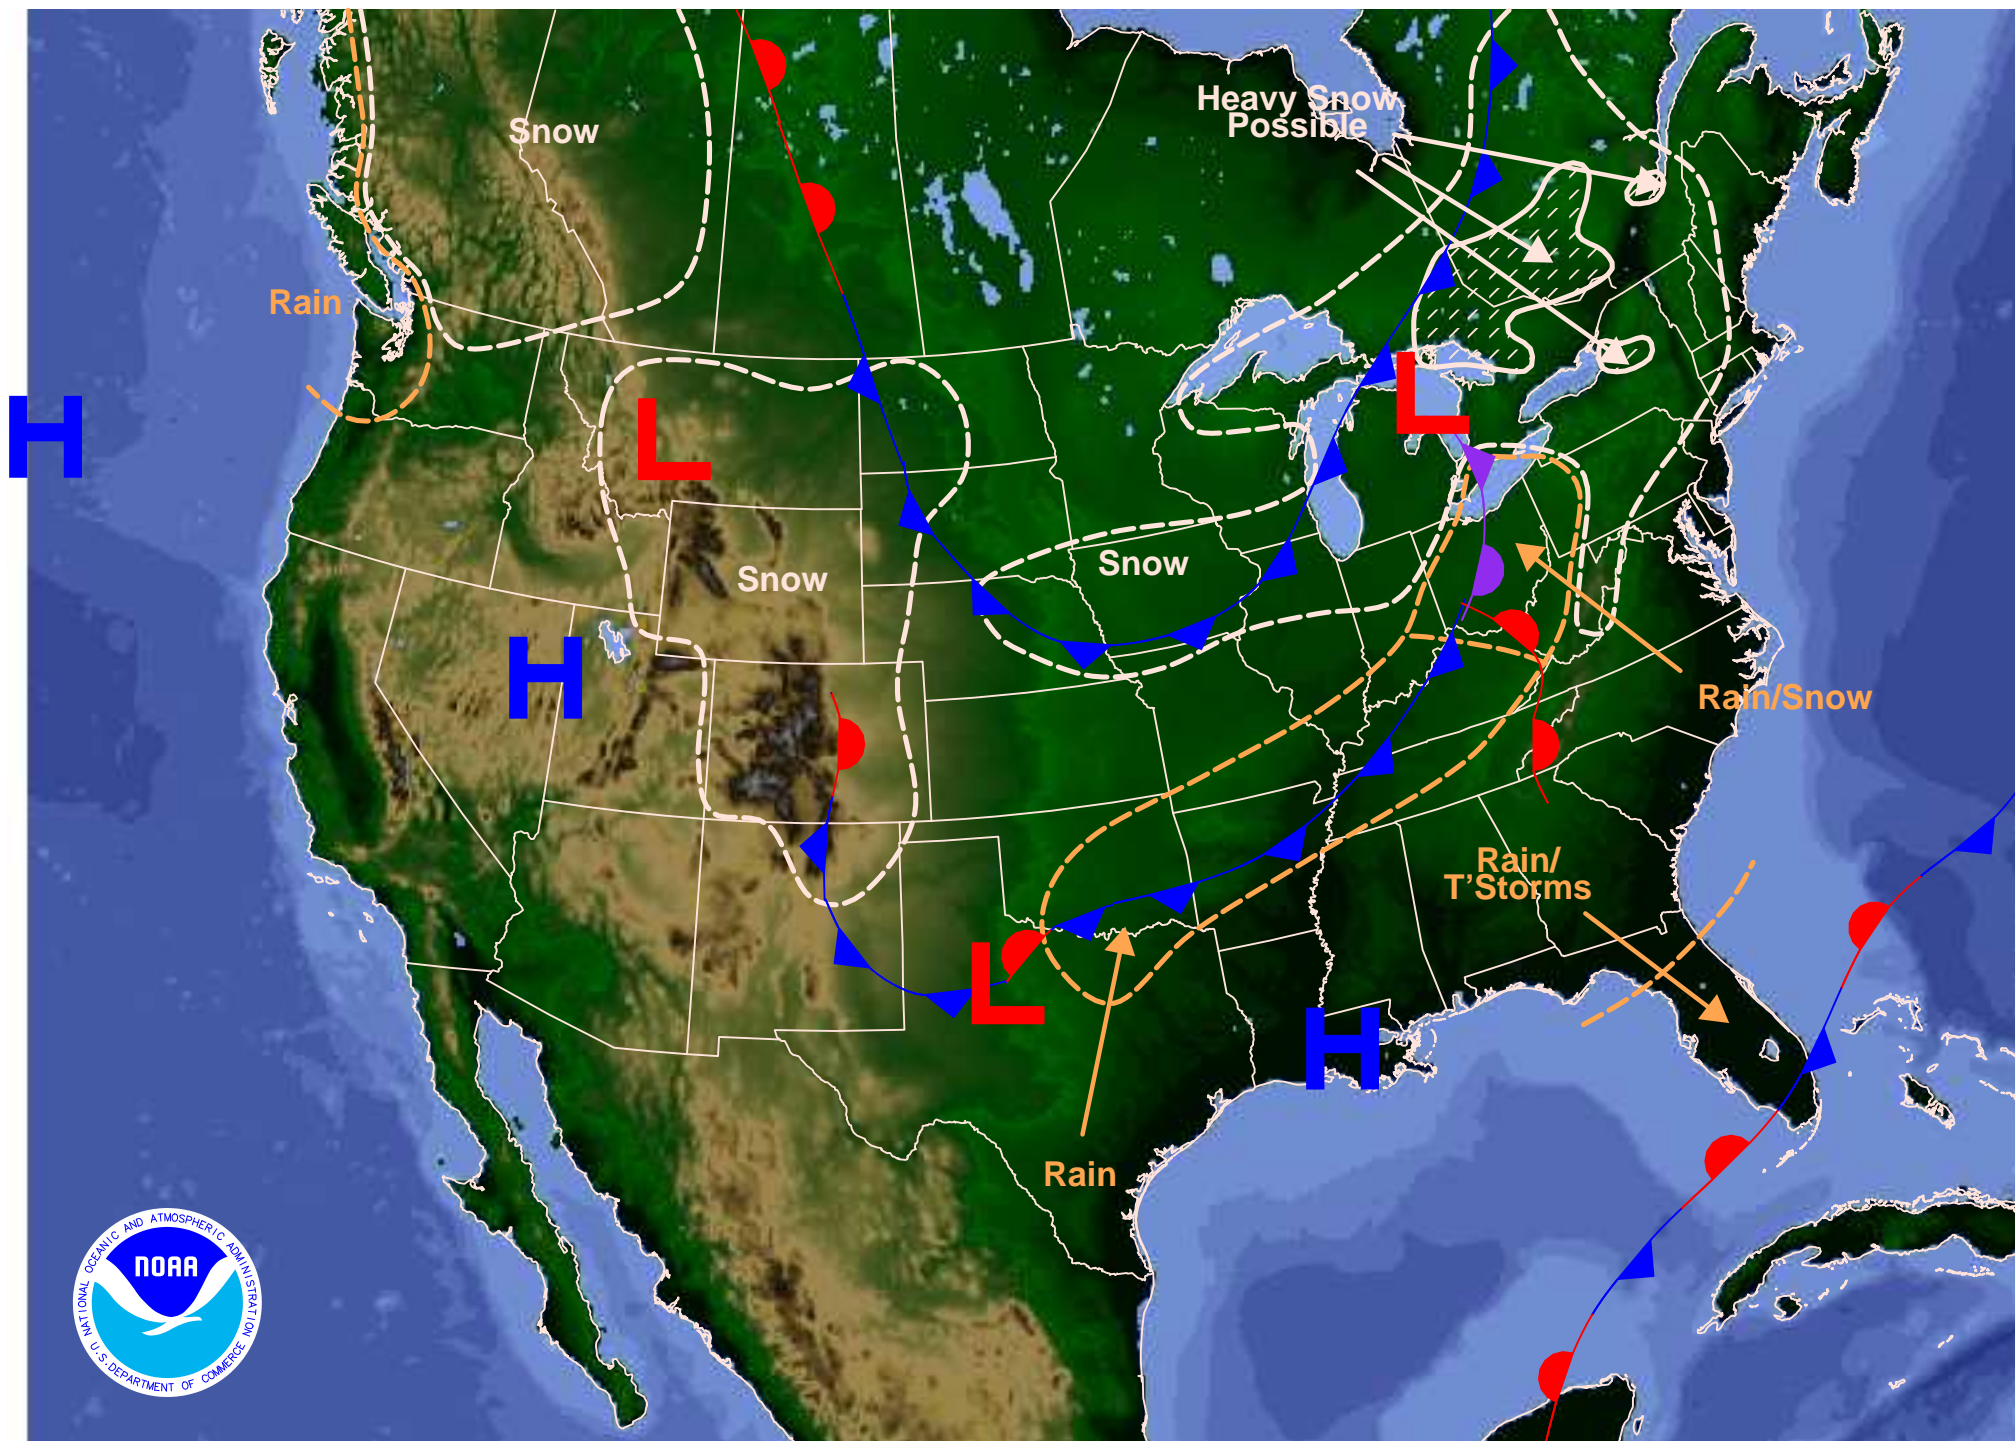 Heavy Snow
Possible
Snow
Rain
H
L
L
Snow
Snow
H
Rain/Snow
Rain/
T'Storms
L
H
Rain
NATIONAL OCEANIC AND ATMOSPHERIC ADMINISTRATION
NOAA
U.S. DEPARTMENT OF COMMERCE